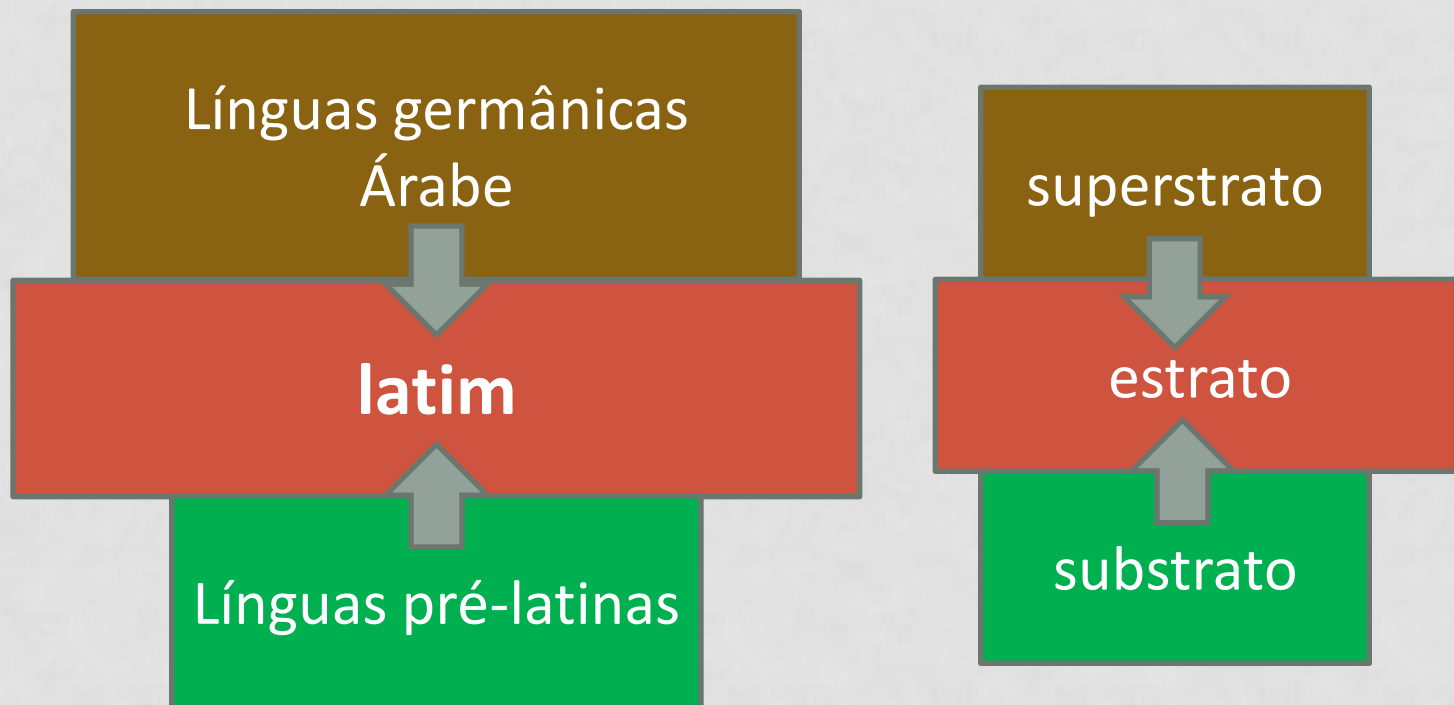 Línguas germânicas
Árabe
latim
Línguas pré-latinas
superstrato
estrato
substrato